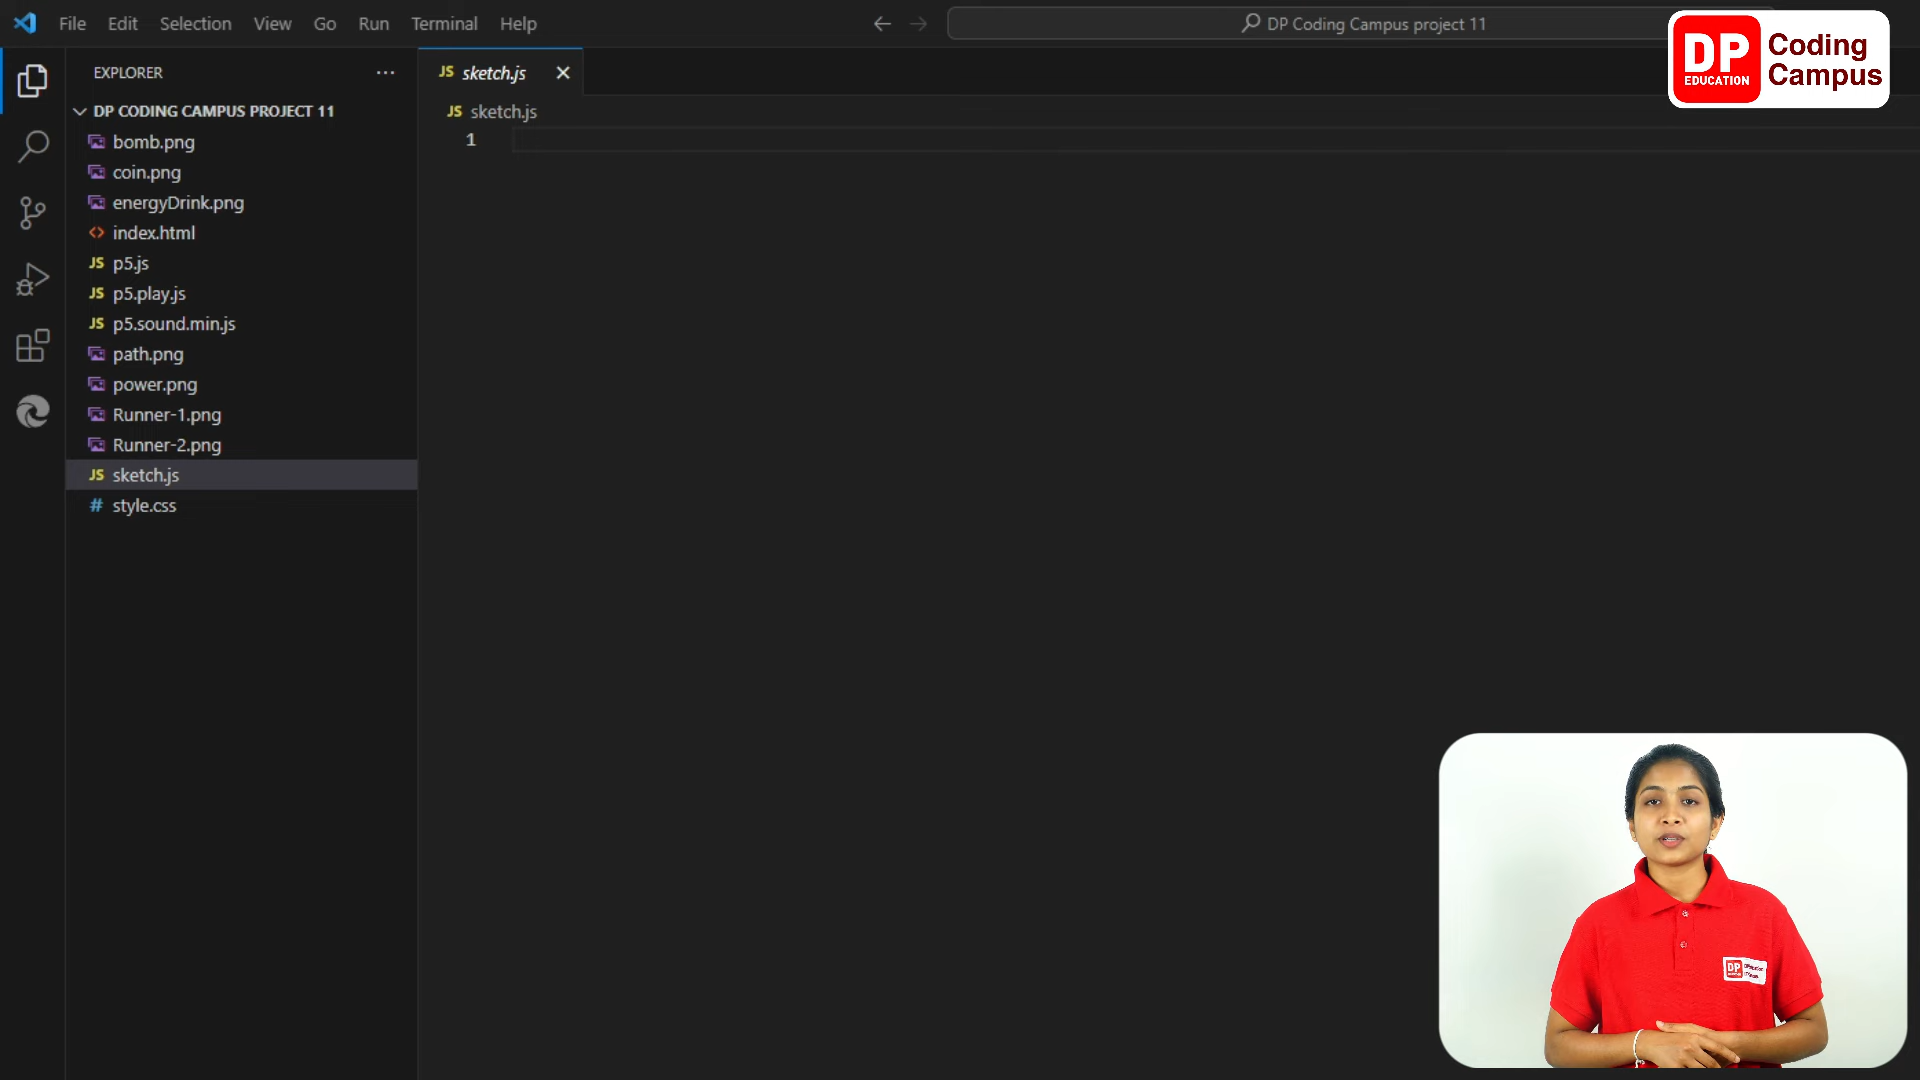 File Edit Selection View Go Run Terminal Help
DP Coding Campus project 11
DP EDUCATION Coding Campus
EXPLORER
sketch.js
DP CODING CAMPUS PROJECT 11
JS sketch.js
1
bomb.png
coin.png
energyDrink.png
index.html
JS p5.js
JS p5.play.js
JS p5.sound.min.js
path.png
power.png
Runner-1.png
Runner-2.png
JS sketch.js
# style.css
DP